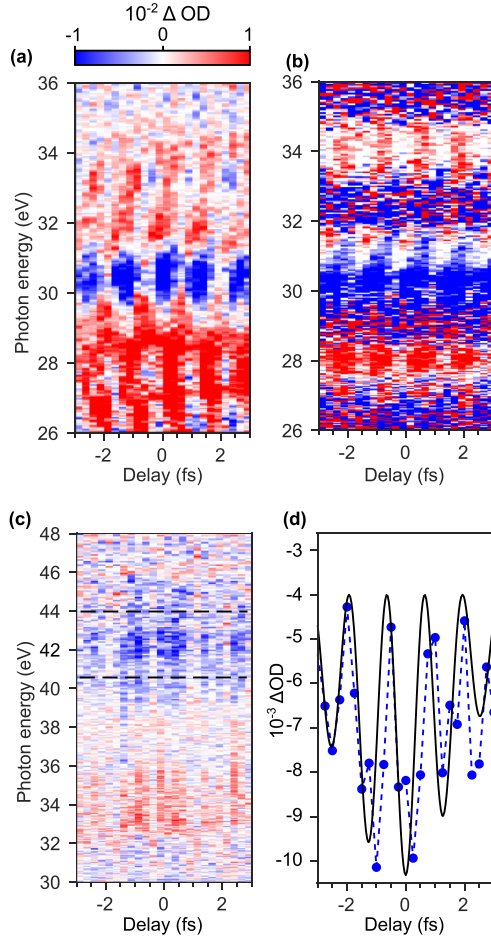 10⁻² Δ OD
-1 0 1
(a)
(b)
36
34
32
30
28
26
Photon energy (eV)
-2 0 2
Delay (fs)
36
34
32
30
28
26
-2 0 2
Delay (fs)
(c)
(d)
48
46
44
42
40
38
36
34
32
30
Photon energy (eV)
-2 0 2
Delay (fs)
-3
-4
-5
-6
-7
-8
-9
-10
10⁻³ ΔOD
-2 0 2
Delay (fs)